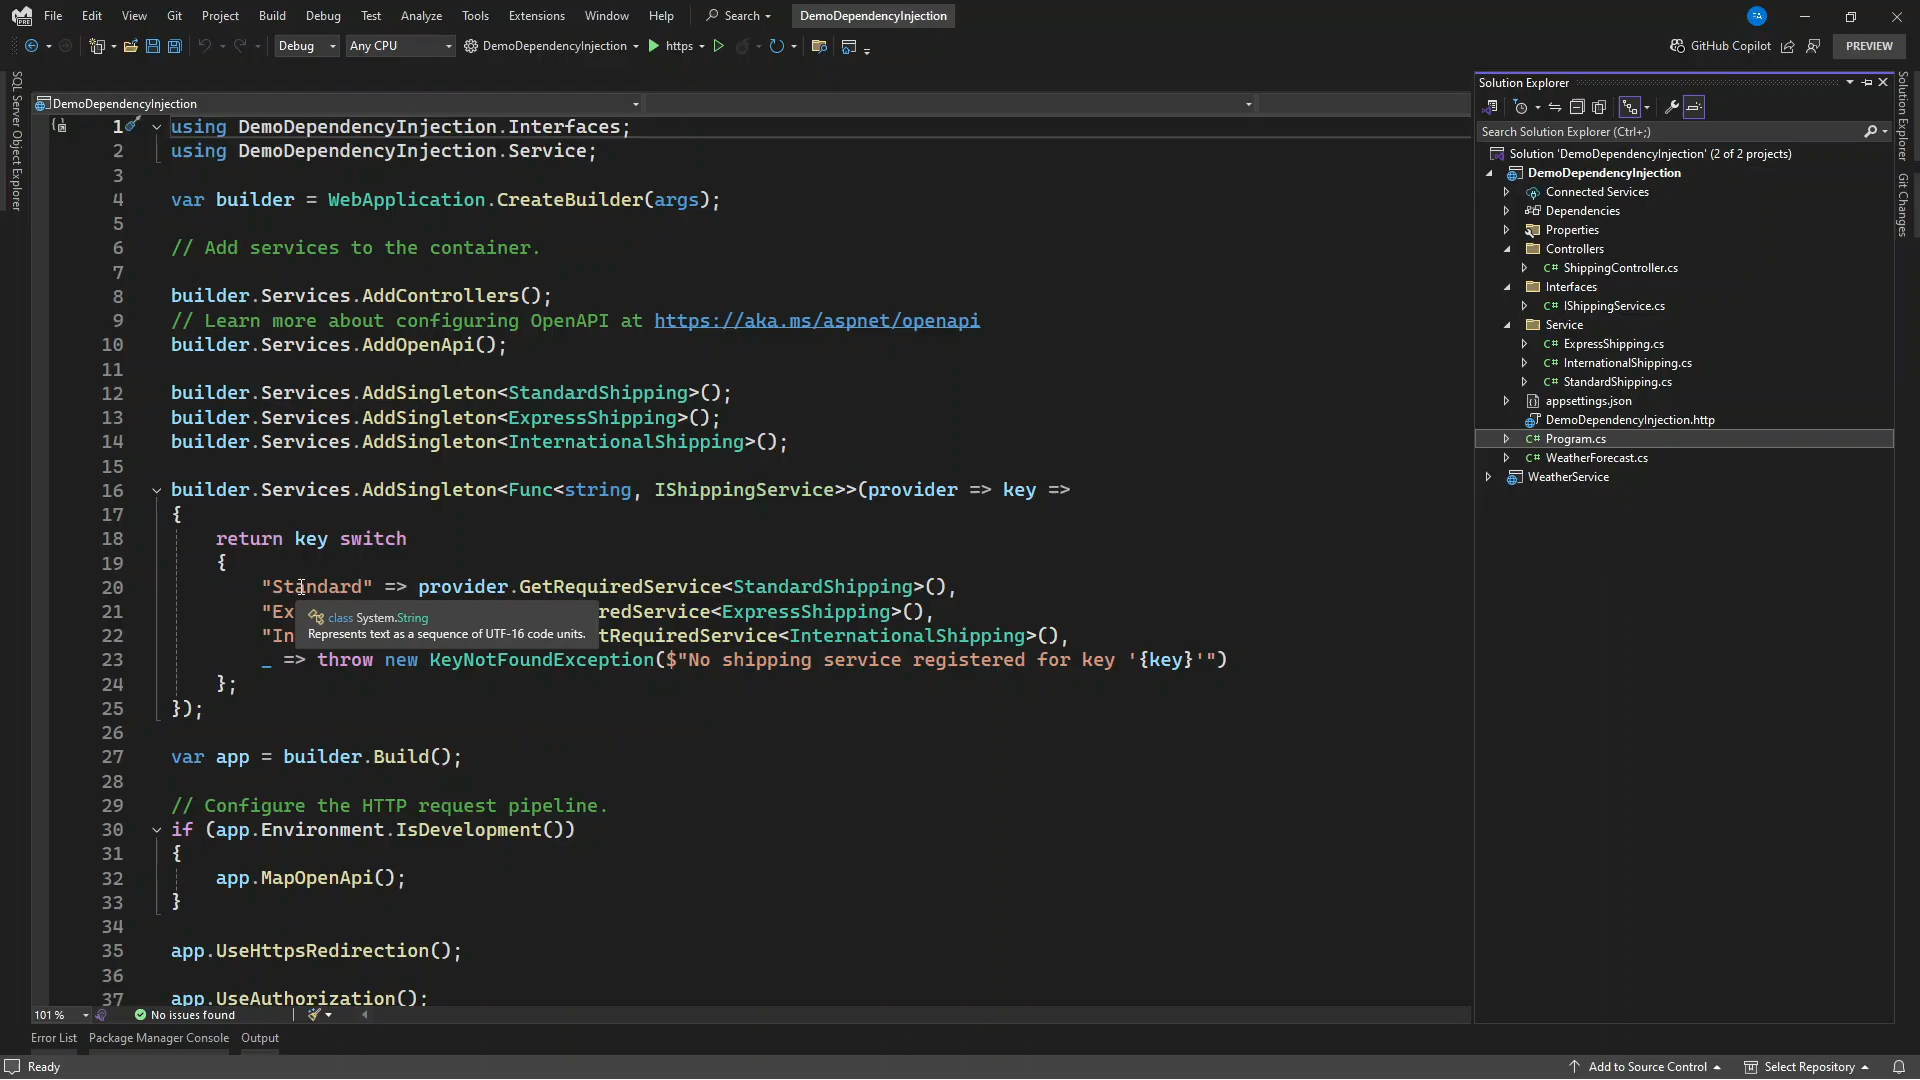 File Edit View Git Project Build Debug Test Analyze Tools Extensions Window Help Search DemoDependencyInjection EA
Debug Any CPU DemoDependencyInjection https GitHub Copilot PREVIEW
SQL Server Object Explorer
DemoDependencyInjection
1 using DemoDependencyInjection.Interfaces;
2 using DemoDependencyInjection.Service;
3
4 var builder = WebApplication.CreateBuilder(args);
5
6 // Add services to the container.
7
8 builder.Services.AddControllers();
9 // Learn more about configuring OpenAPI at https://aka.ms/aspnet/openapi
10 builder.Services.AddOpenApi();
11
12 builder.Services.AddSingleton<StandardShipping>();
13 builder.Services.AddSingleton<ExpressShipping>();
14 builder.Services.AddSingleton<InternationalShipping>();
15
16 builder.Services.AddSingleton<Func<string, IShippingService>>(provider => key =>
17 {
18 return key switch
19 {
20 "Standard" => provider.GetRequiredService<StandardShipping>(),
21 "Ex redService<ExpressShipping>(),
22 "In tRequiredService<InternationalShipping>(),
class System.String
Represents text as a sequence of UTF-16 code units.
23 _ => throw new KeyNotFoundException($"No shipping service registered for key '{key}'")
24 };
25 });
26
27 var app = builder.Build();
28
29 // Configure the HTTP request pipeline.
30 if (app.Environment.IsDevelopment())
31 {
32 app.MapOpenApi();
33 }
34
35 app.UseHttpsRedirection();
36
37 app.UseAuthorization();
101 % No issues found
Error List Package Manager Console Output
Ready Add to Source Control Select Repository
Solution Explorer
Search Solution Explorer (Ctrl+;)
Solution 'DemoDependencyInjection' (2 of 2 projects)
DemoDependencyInjection
Connected Services
Dependencies
Properties
Controllers
C# ShippingController.cs
Interfaces
C# IShippingService.cs
Service
C# ExpressShipping.cs
C# InternationalShipping.cs
C# StandardShipping.cs
appsettings.json
DemoDependencyInjection.http
C# Program.cs
C# WeatherForecast.cs
WeatherService
Solution Explorer
Git Changes